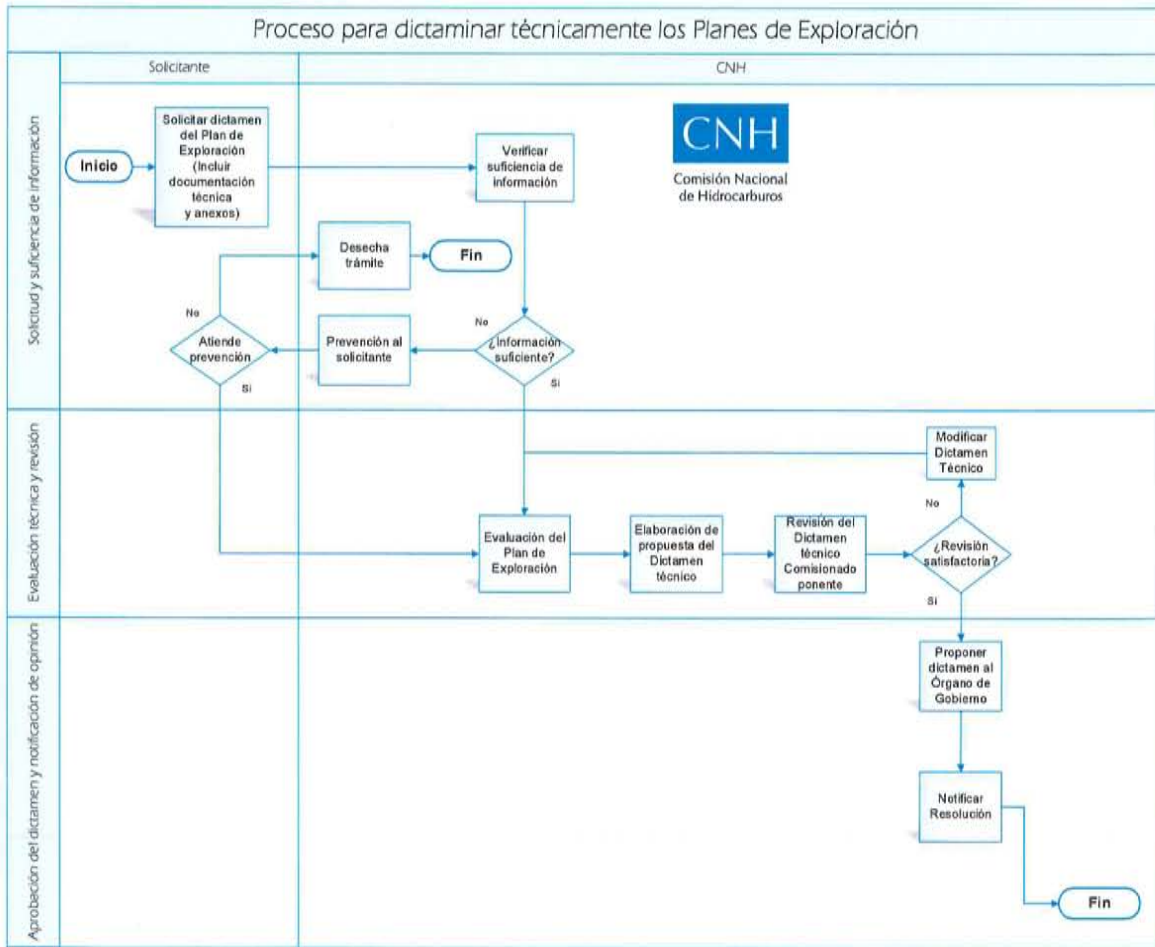 Proceso para dictaminar técnicamente los Planes de Exploración
Solicitante
CNH
Solicitud y suficiencia de información
Inicio
Solicitar dictamen
del Plan de
Exploración
(Incluir
documentación
técnica
y anexos)
Verificar
suficiencia de
información
CNH
Comisión Nacional
de Hidrocarburos
Desecha
trámite
Fin
No
Atiende
prevención
Si
Prevención al
solicitante
No
¿Información
suficiente?
Si
Evaluación técnica y revisión
Modificar
Dictamen
Técnico
No
Evaluación del
Plan de
Exploración
Elaboración de
propuesta del
Dictamen
técnico
Revisión del
Dictamen
técnico
Comisionado
ponente
¿Revisión
satisfactoria?
Si
Aprobación del dictamen y notificación de opinión
Proponer
dictamen al
Órgano de
Gobierno
Notificar
Resolución
Fin